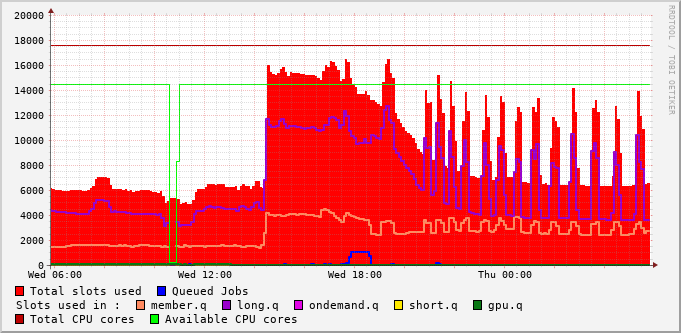 RRDTOOL / TOBI OETIKER
20000
18000
16000
14000
12000
10000
8000
6000
4000
2000
0
Wed 06:00 Wed 12:00 Wed 18:00 Thu 00:00
Total slots used Queued Jobs
Slots used in : member.q long.q ondemand.q short.q gpu.q
Total CPU cores Available CPU cores